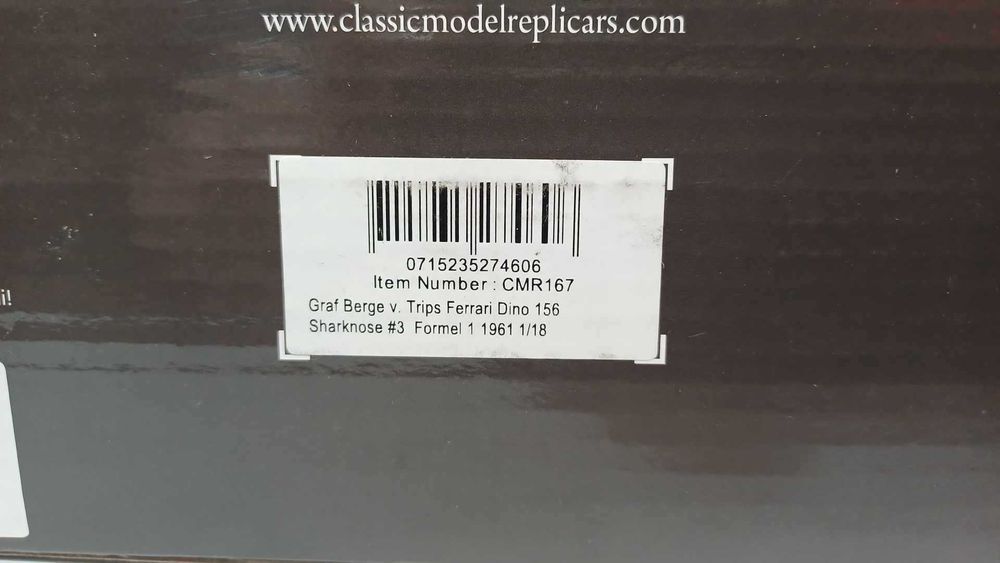 www.classicmodelreplicars.com
0715235274606
Item Number : CMR167
Graf Berge v. Trips Ferrari Dino 156
Sharknose #3 Formel 1 1961 1/18
i!